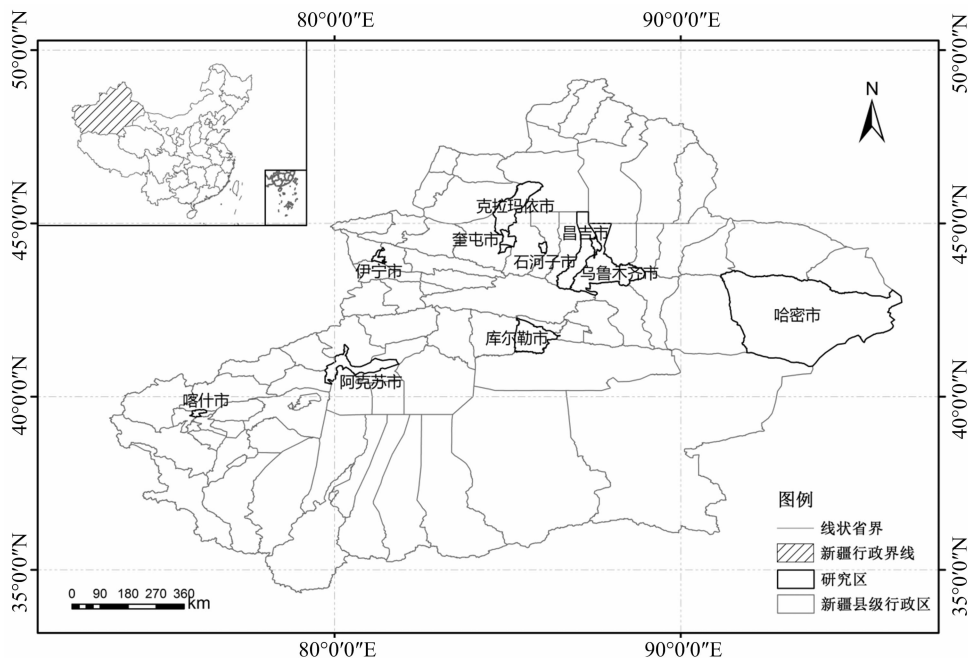 80°0′0″E
90°0′0″E
50°0′0″N
50°0′0″N
N
克拉玛依市
45°0′0″N
昌吉市
45°0′0″N
奎屯市
石河子市
伊宁市
乌鲁木齐市
哈密市
库尔勒市
阿克苏市
40°0′0″N
喀什市
40°0′0″N
图例
线状省界
新疆行政界线
研究区
新疆县级行政区
35°0′0″N
35°0′0″N
0 90 180 270 360
km
80°0′0″E
90°0′0″E